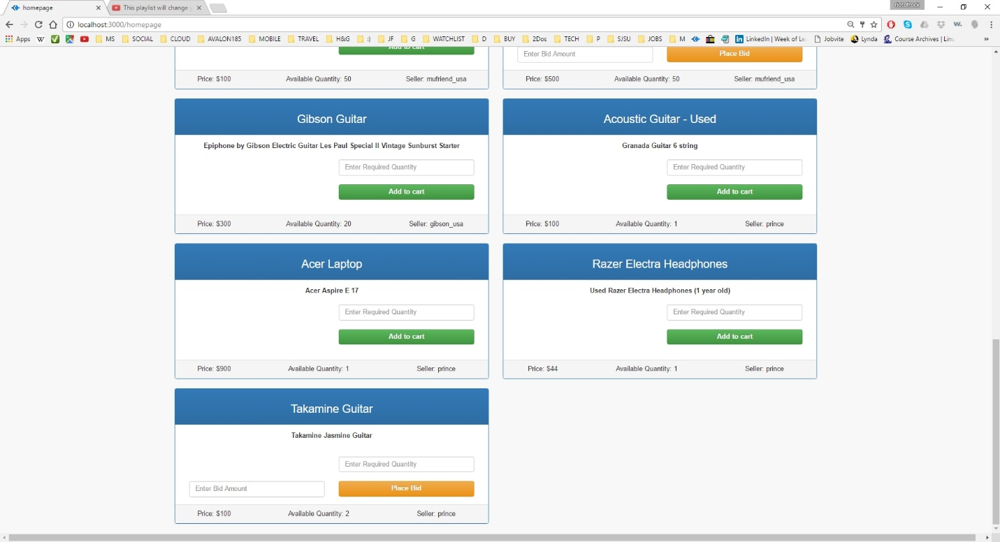 homepage
This playlist will change
notafrock
localhost:3000/homepage
Apps W MS SOCIAL CLOUD AVALON185 MOBILE TRAVEL H&G :) JF G WATCHLIST D BUY 2Dos TECH P SJSU JOBS M LinkedIn | Week of Le Jobvite Lynda Course Archives | Linu »
Add to cart
Enter Bid Amount Place Bid
Price: $100 Available Quantity: 50 Seller: mufriend_usa
Price: $500 Available Quantity: 50 Seller: mufriend_usa
Gibson Guitar
Epiphone by Gibson Electric Guitar Les Paul Special II Vintage Sunburst Starter
Enter Required Quantity
Add to cart
Price: $300 Available Quantity: 20 Seller: gibson_usa
Acoustic Guitar - Used
Granada Guitar 6 string
Enter Required Quantity
Add to cart
Price: $100 Available Quantity: 1 Seller: prince
Acer Laptop
Acer Aspire E 17
Enter Required Quantity
Add to cart
Price: $900 Available Quantity: 1 Seller: prince
Razer Electra Headphones
Used Razer Electra Headphones (1 year old)
Enter Required Quantity
Add to cart
Price: $44 Available Quantity: 1 Seller: prince
Takamine Guitar
Takamine Jasmine Guitar
Enter Required Quantity
Enter Bid Amount Place Bid
Price: $100 Available Quantity: 2 Seller: prince